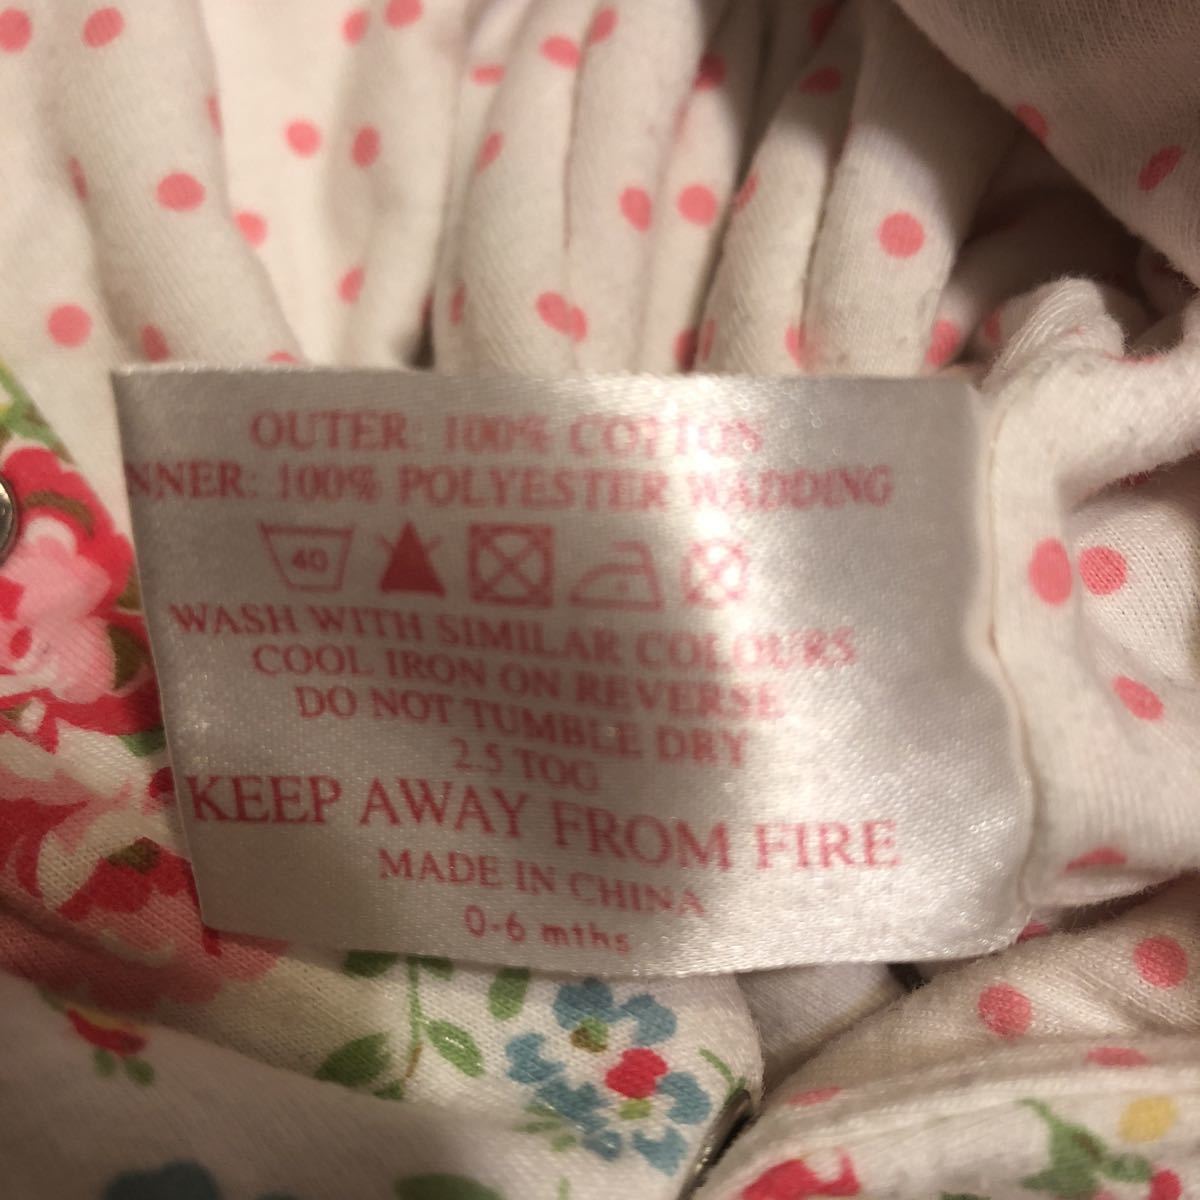 OUTER: 100% COTTON
INNER: 100% POLYESTER WADDING
40
WASH WITH SIMILAR COLOURS
COOL IRON ON REVERSE
DO NOT TUMBLE DRY
2.5 TOG
KEEP AWAY FROM FIRE
MADE IN CHINA
0-6 mths